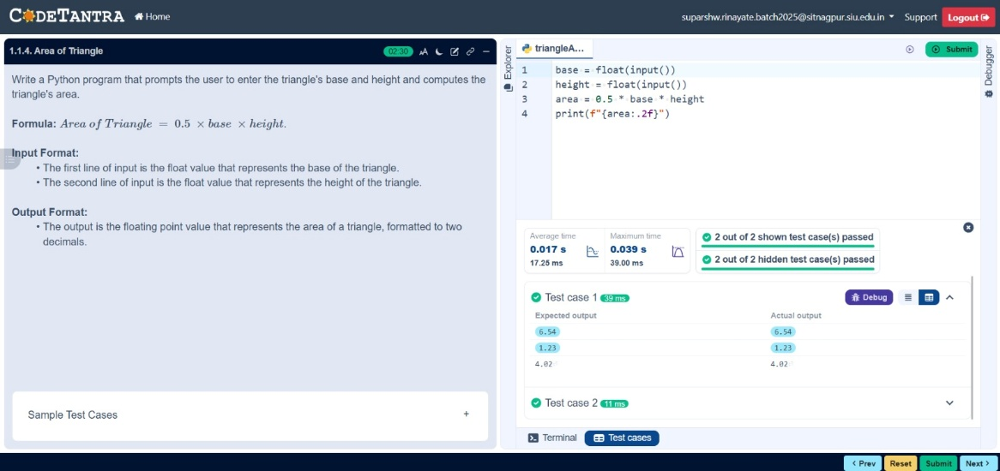 CODETANTRA Home
suparshw.rinayate.batch2025@sitnagpur.siu.edu.in Support Logout
1.1.4. Area of Triangle
02:30 AA
Write a Python program that prompts the user to enter the triangle's base and height and computes the
triangle's area.
Formula: Area of Triangle = 0.5 × base × height.
Input Format:
• The first line of input is the float value that represents the base of the triangle.
• The second line of input is the float value that represents the height of the triangle.
Output Format:
• The output is the floating point value that represents the area of a triangle, formatted to two
decimals.
Sample Test Cases +
Explorer
triangleA...
Submit
Debugger
1 base = float(input())
2 height = float(input())
3 area = 0.5 * base * height
4 print(f"{area:.2f}")
Average time
0.017 s
17.25 ms
Maximum time
0.039 s
39.00 ms
2 out of 2 shown test case(s) passed
2 out of 2 hidden test case(s) passed
Test case 1 39 ms
Debug
Expected output Actual output
6.54 6.54
1.23 1.23
4.02 4.02
Test case 2 11 ms
Terminal Test cases
< Prev Reset Submit Next >